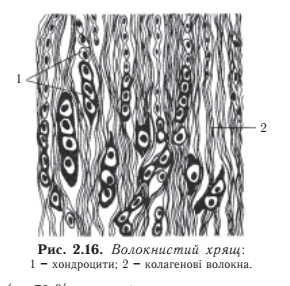 1
2
Рис. 2.16. Волокнистий хрящ:
1 – хондроцити; 2 – колагенові волокна.